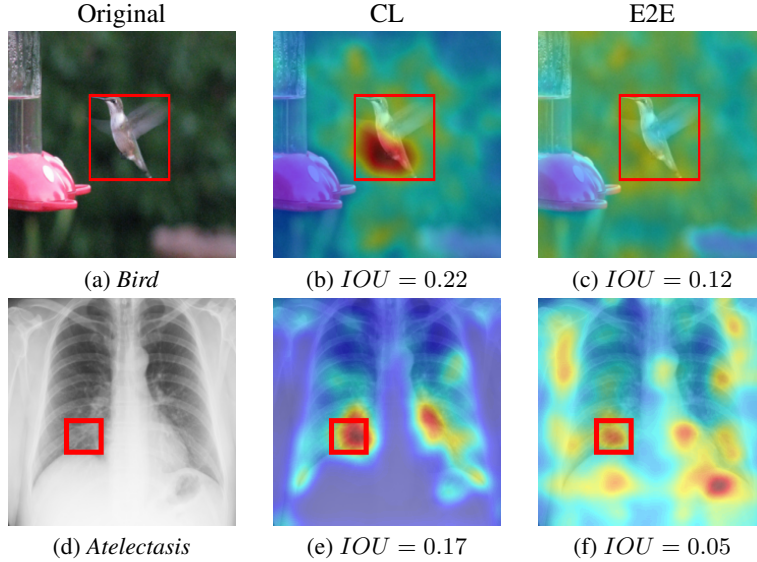 Original CL E2E
(a) Bird (b) IOU = 0.22 (c) IOU = 0.12
(d) Atelectasis (e) IOU = 0.17 (f) IOU = 0.05